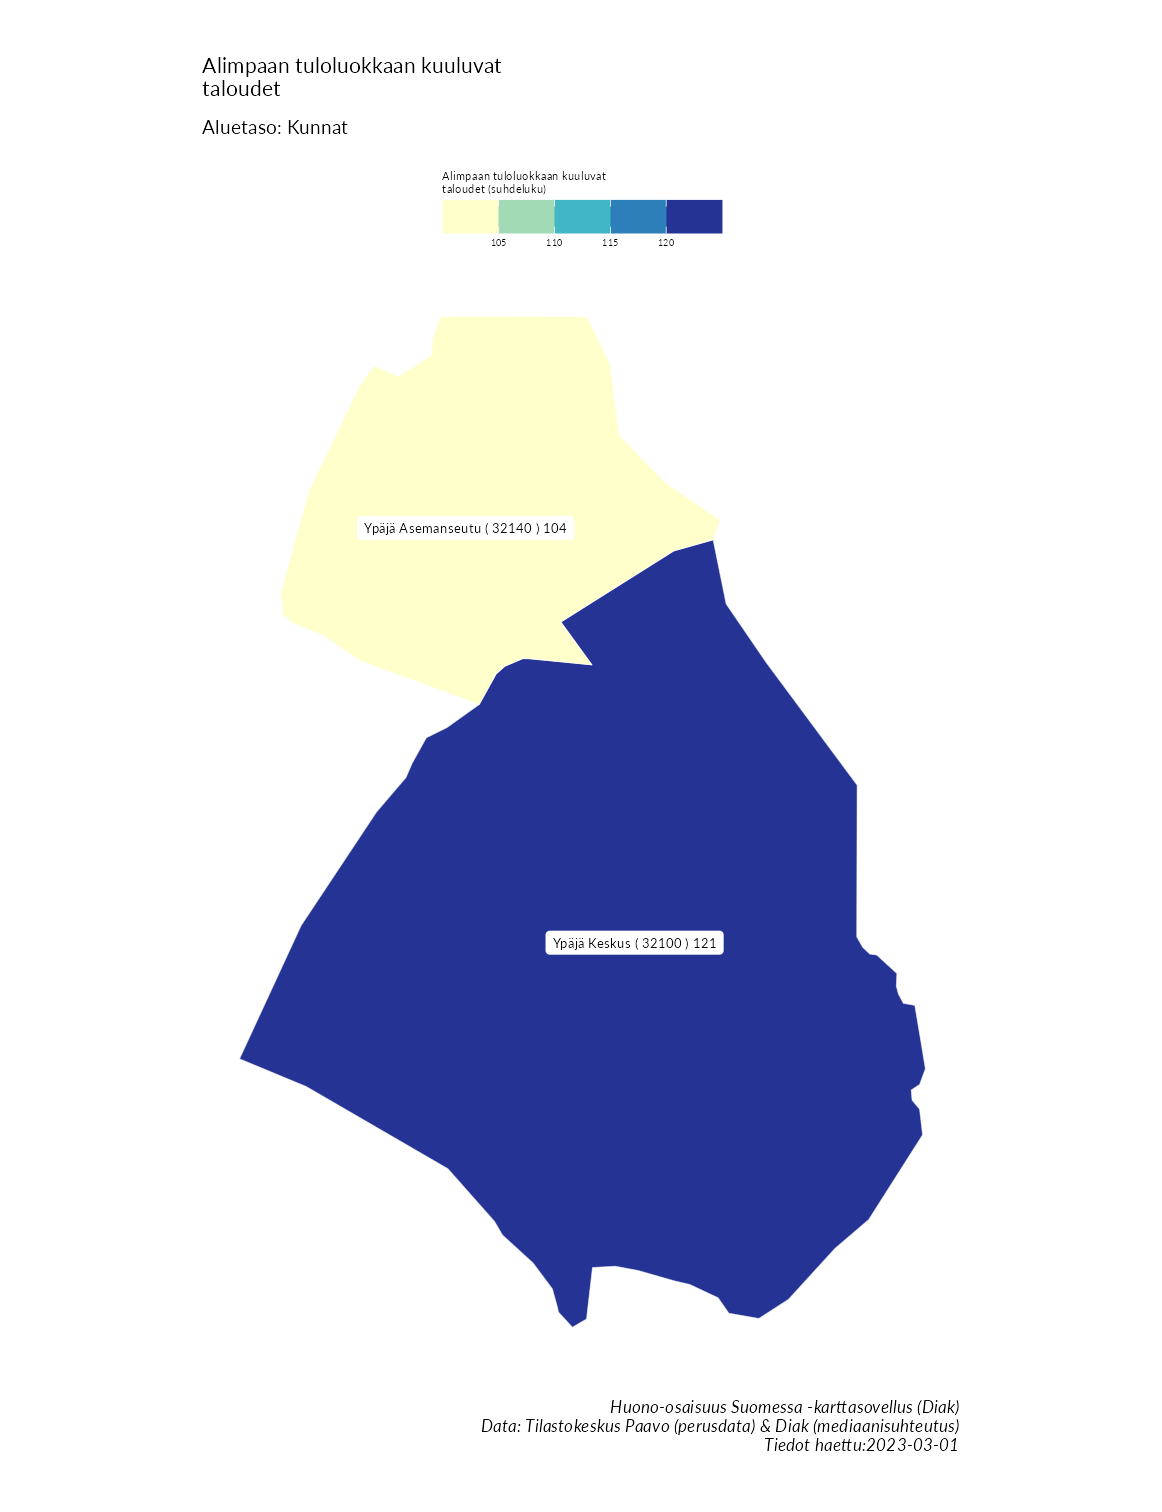 Alimpaan tuloluokkaan kuuluvat
taloudet
Aluetaso: Kunnat
Alimpaan tuloluokkaan kuuluvat
taloudet (suhdeluku)
105 110 115 120
Ypäjä Asemanseutu ( 32140 ) 104
Ypäjä Keskus ( 32100 ) 121
Huono-osaisuus Suomessa -karttasovellus (Diak)
Data: Tilastokeskus Paavo (perusdata) & Diak (mediaanisuhteutus)
Tiedot haettu:2023-03-01